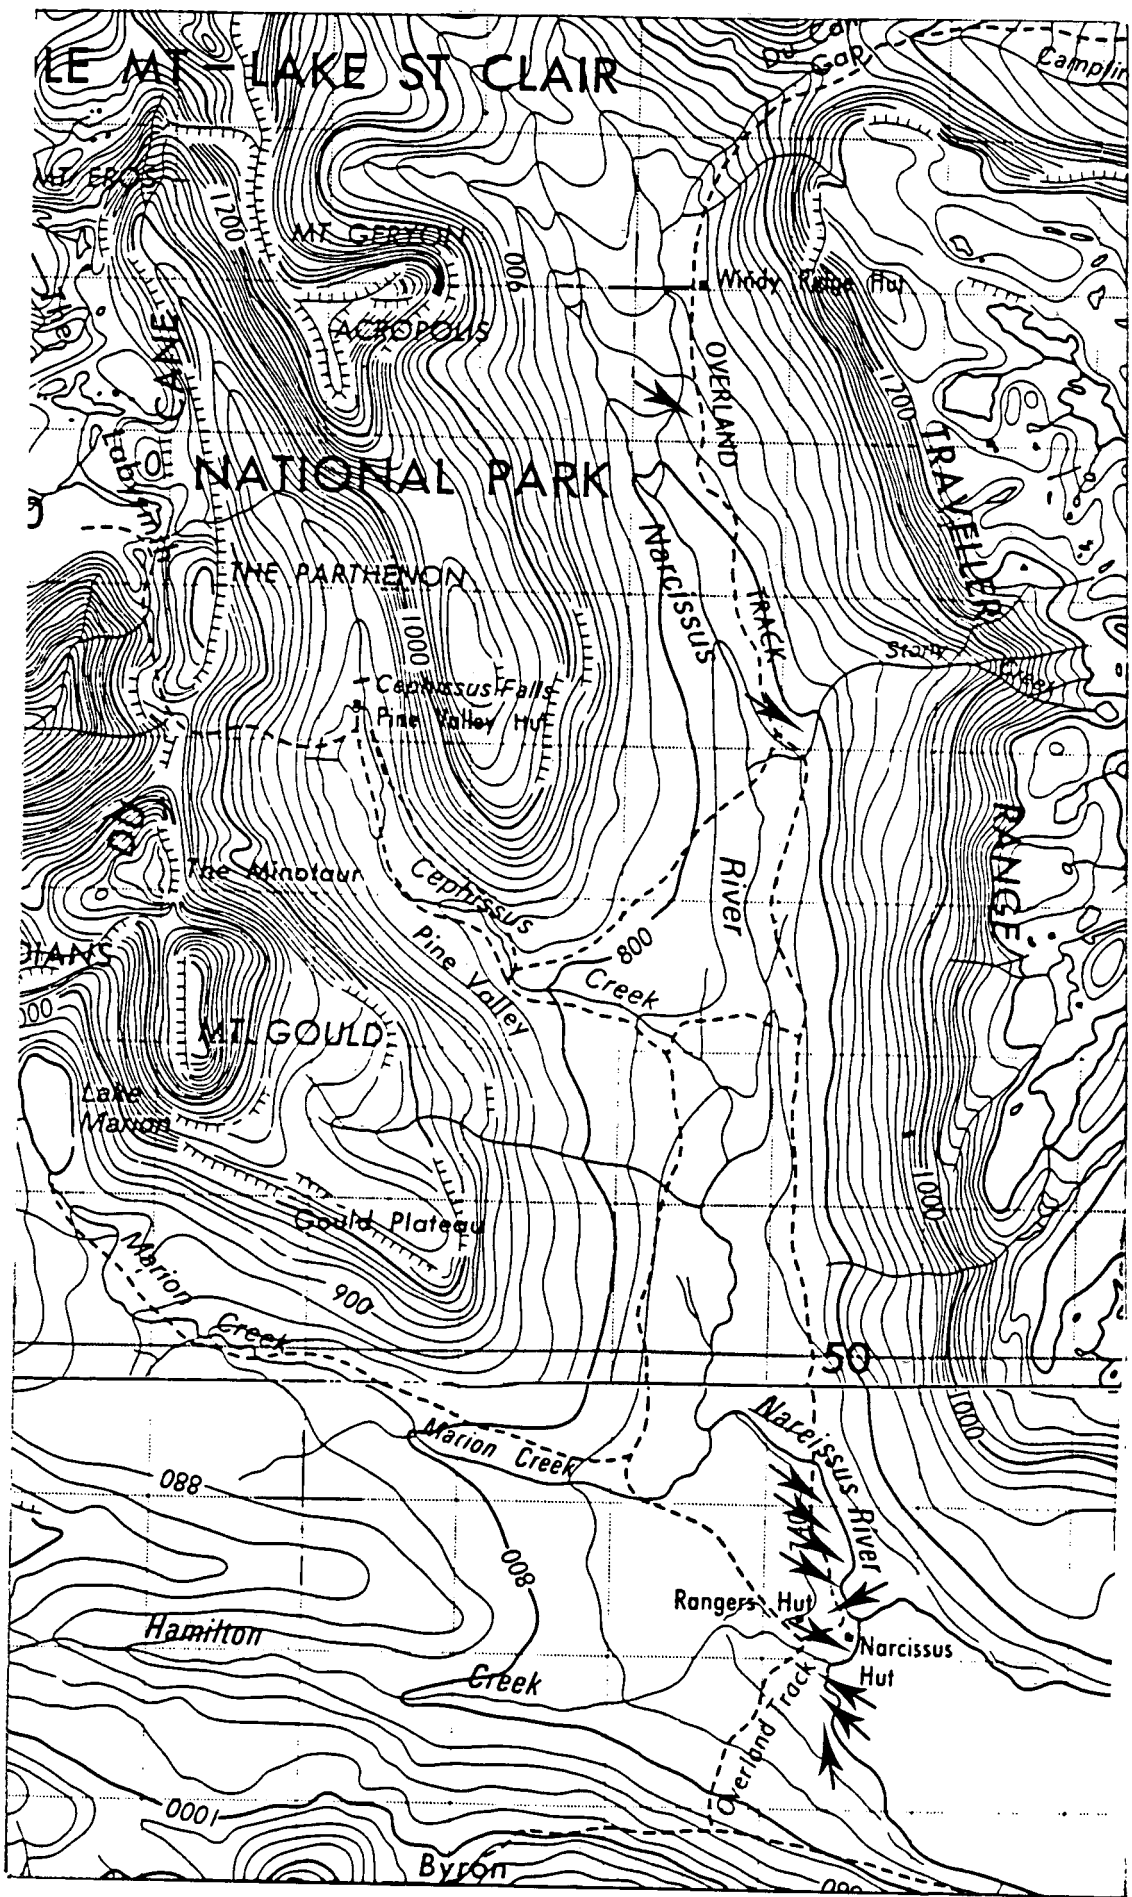 LE MT - LAKE ST CLAIR
Gap
MT EROS
1200
MT GERYON
900
Windy Ridge Hut
The
ACROPOLIS
OVERLAND
1200
NATIONAL PARK
TRAVELLER
Narcissus
THE PARTHENON
TRACK
1000
Creek
Cephissus Falls
Pine Valley Hut
RANGE
The Minotaur
Cephissus
River
Pine Valley
800
Creek
MT. GOULD
Lake
Marion
1000
Gould Plateau
Marion
900
Creek
50
Narcissus River
1000
Marion Creek
880
800
Rangers Hut
Hamilton
Narcissus
Hut
Creek
Overland Track
1000
Byron